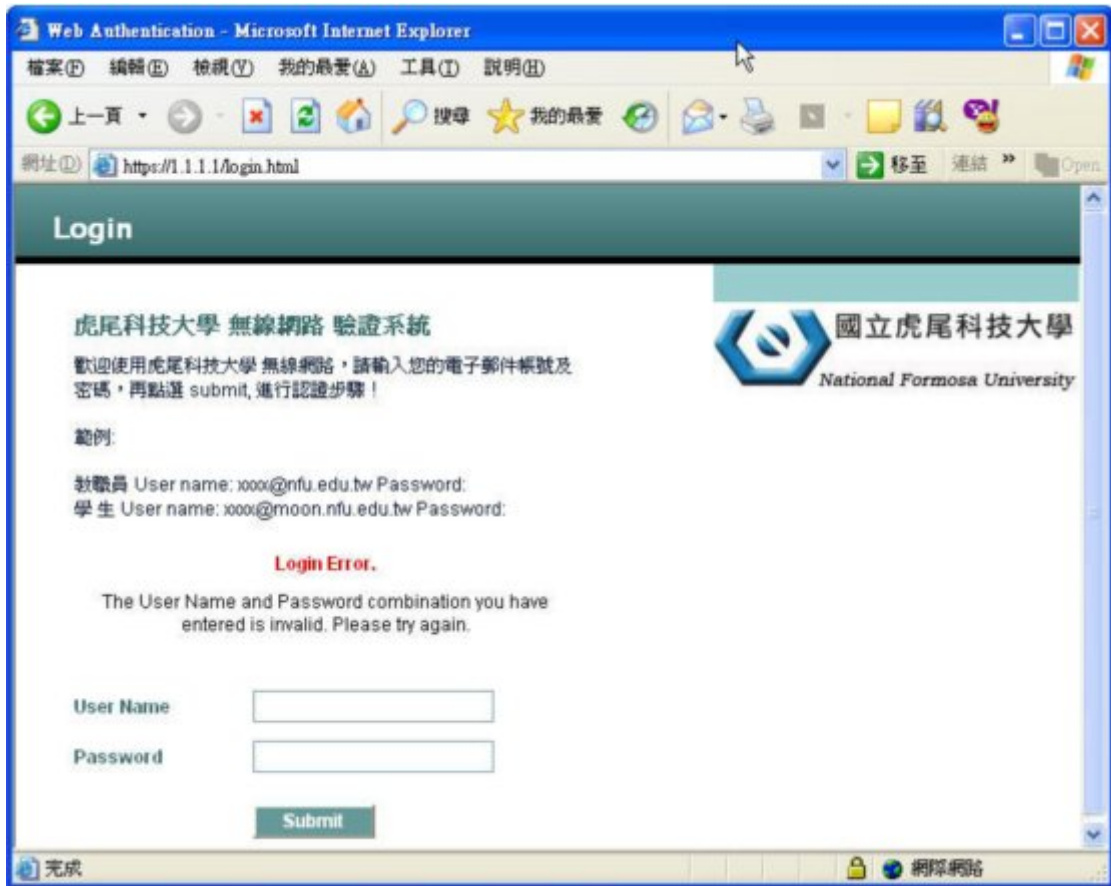 Web Authentication - Microsoft Internet Explorer
檔案(F) 編輯(E) 檢視(V) 我的最愛(A) 工具(T) 說明(H)
上一頁 搜尋 我的最愛
網址(D) https://1.1.1.1/login.html 移至 連結 » Open
Login
虎尾科技大學 無線網路 驗證系統
歡迎使用虎尾科技大學 無線網路,請輸入您的電子郵件帳號及
密碼,再點選 submit, 進行認證步驟!
國立虎尾科技大學
National Formosa University
範例:
教職員 User name: xxxx@nfu.edu.tw Password:
學 生 User name: xxxx@moon.nfu.edu.tw Password:
Login Error.
The User Name and Password combination you have
entered is invalid. Please try again.
User Name
Password
Submit
完成 網際網路